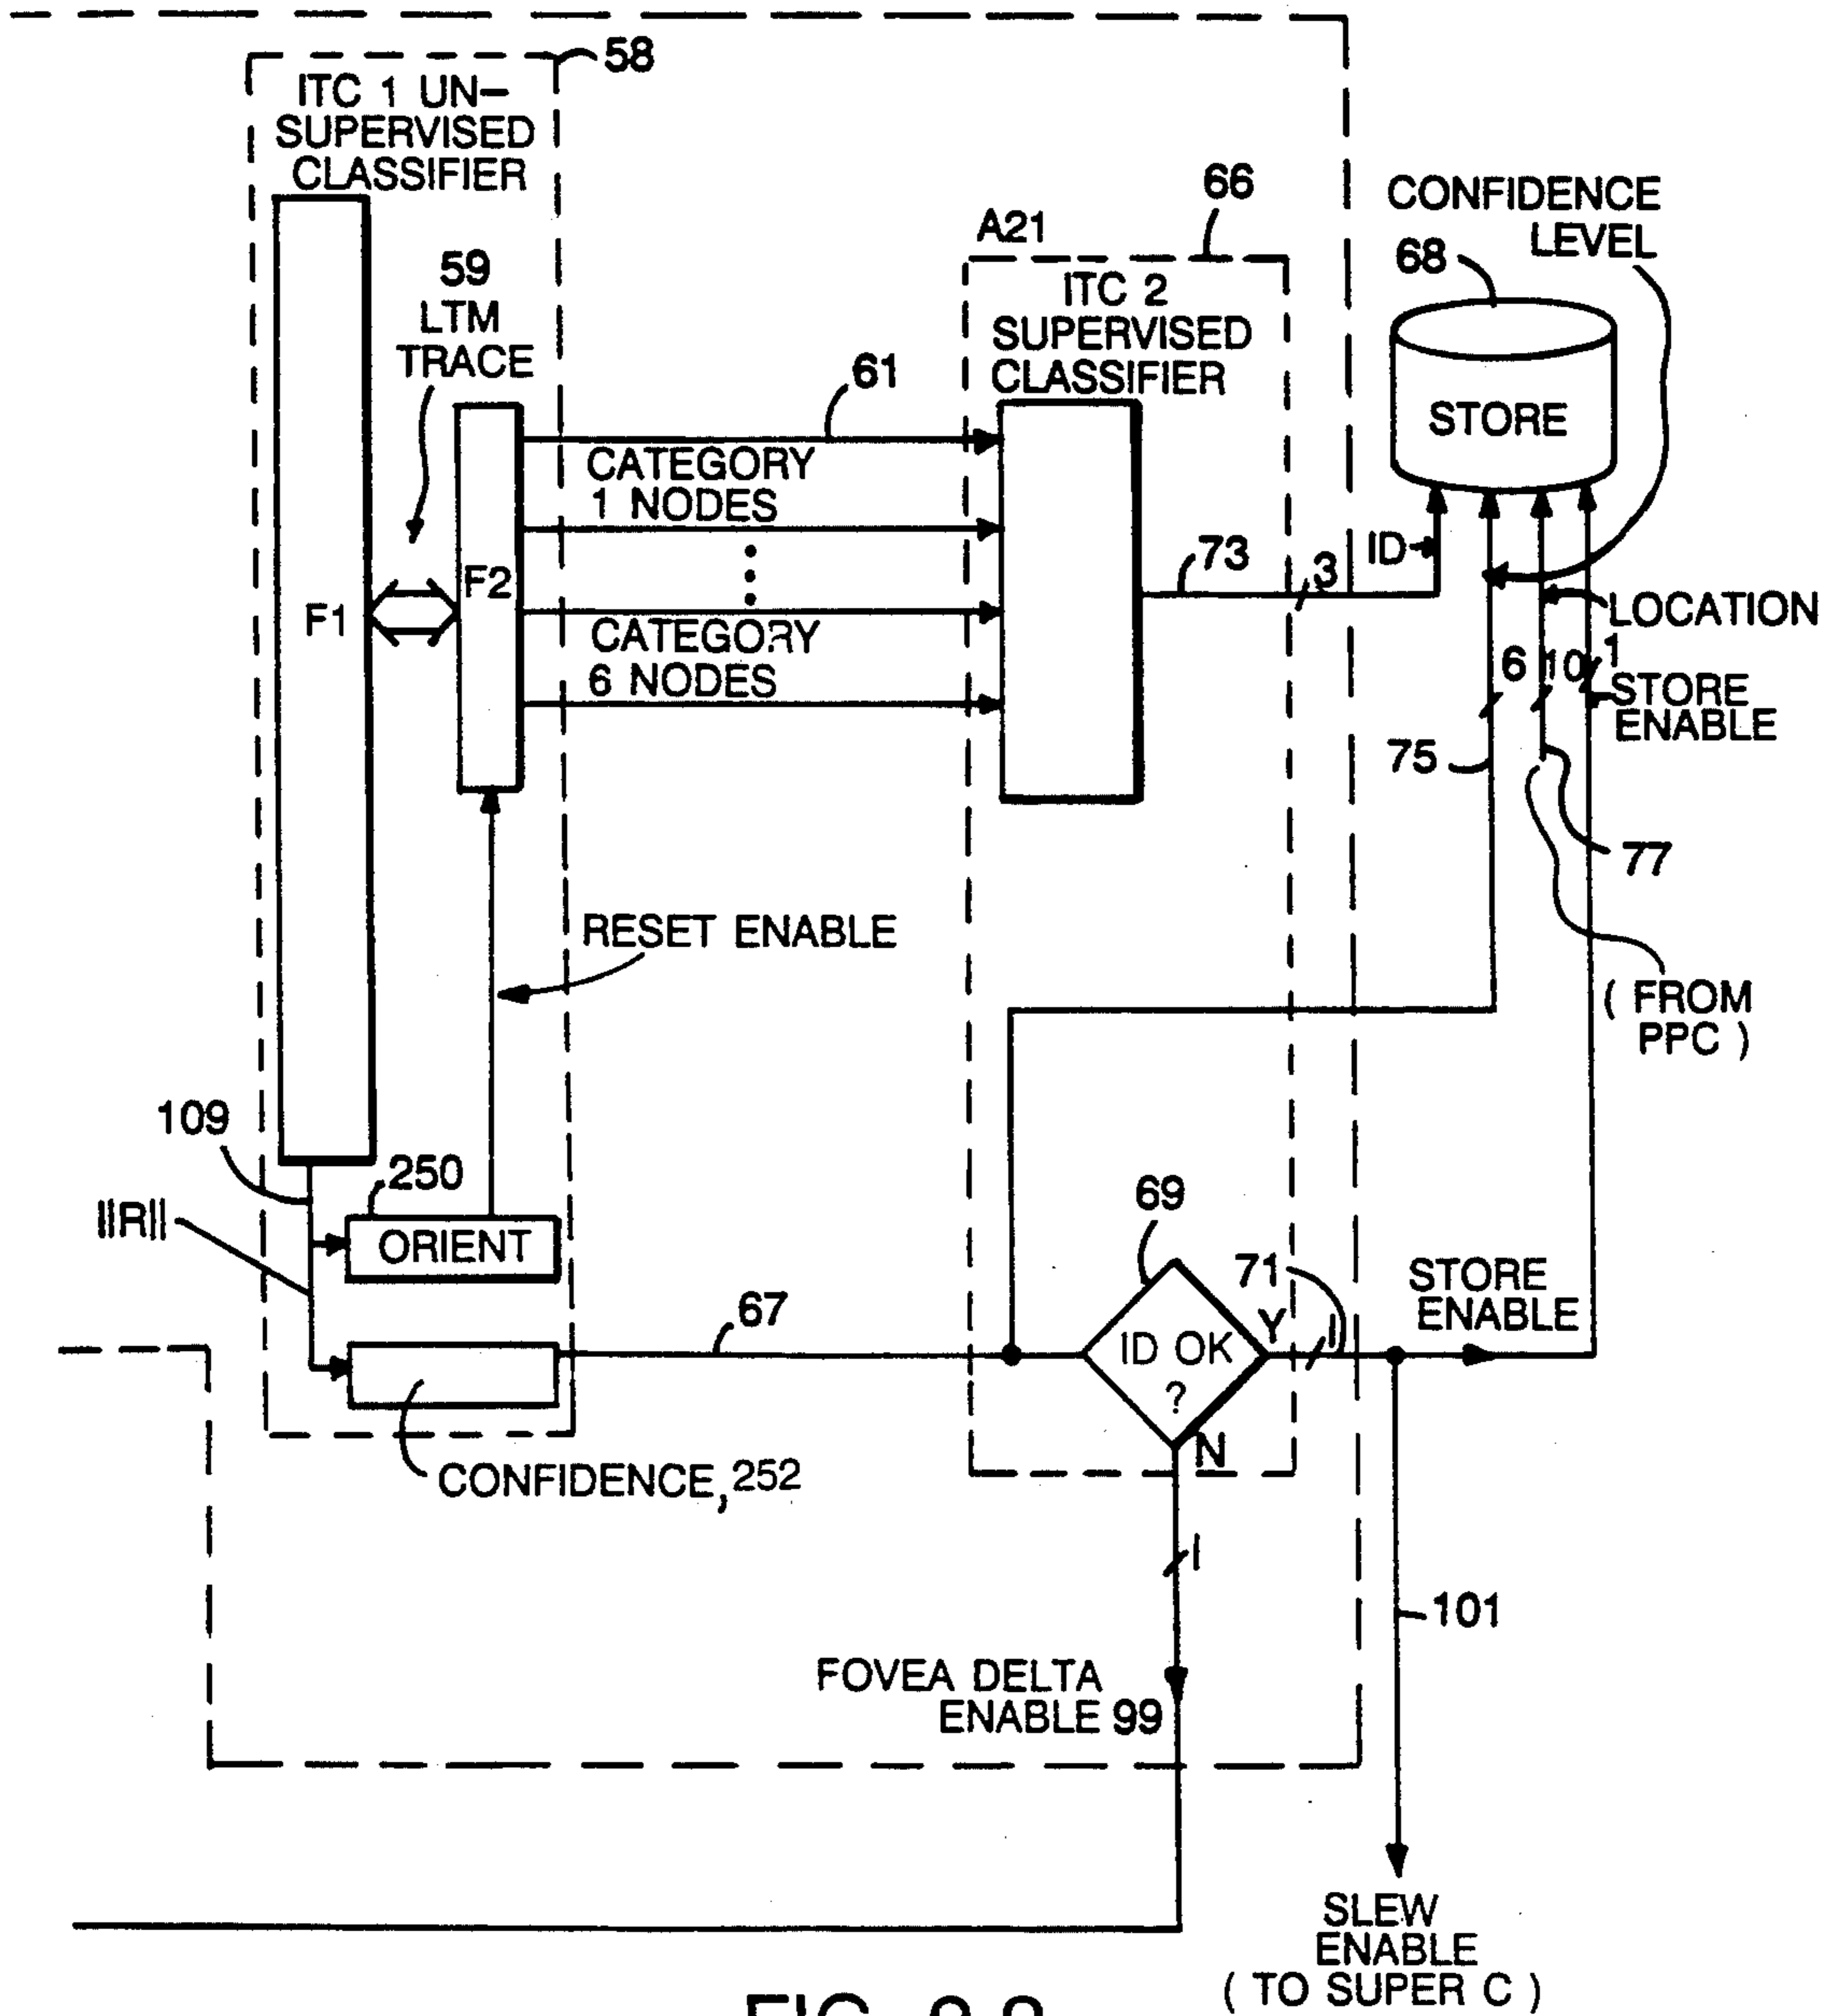 58
ITC 1 UN-
SUPERVISED
CLASSIFIER
66
A21
CONFIDENCE
LEVEL
68
59
LTM
TRACE
ITC 2
SUPERVISED
CLASSIFIER
61
STORE
CATEGORY
1 NODES
F1
F2
73
3
ID
LOCATION
CATEGORY
6 NODES
6
10
1
STORE
ENABLE
75
77
RESET ENABLE
( FROM
PPC )
109
250
||R||
ORIENT
69
71
STORE
ENABLE
67
ID OK
?
Y
1
N
CONFIDENCE, 252
1
101
FOVEA DELTA
ENABLE 99
SLEW
ENABLE
( TO SUPER C )